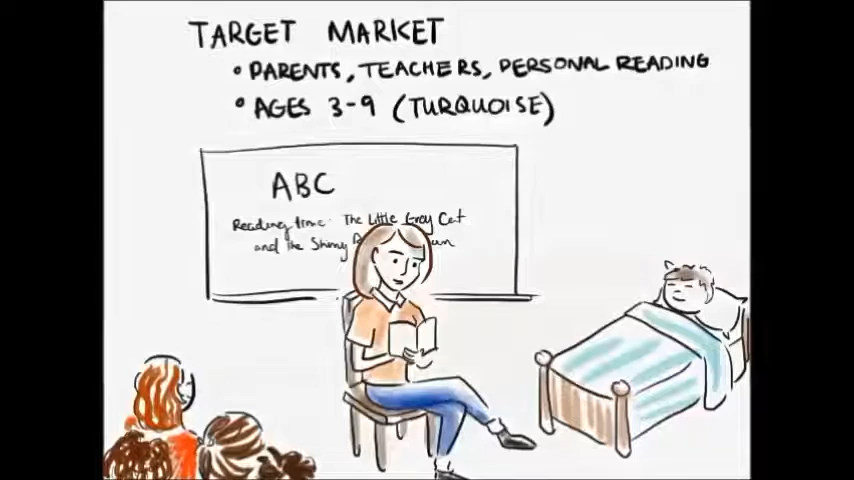 TARGET MARKET
• PARENTS, TEACHERS, PERSONAL READING
• AGES 3-9 (TURQUOISE)
ABC
Reading time: The Little Grey Cat
and The Shiny